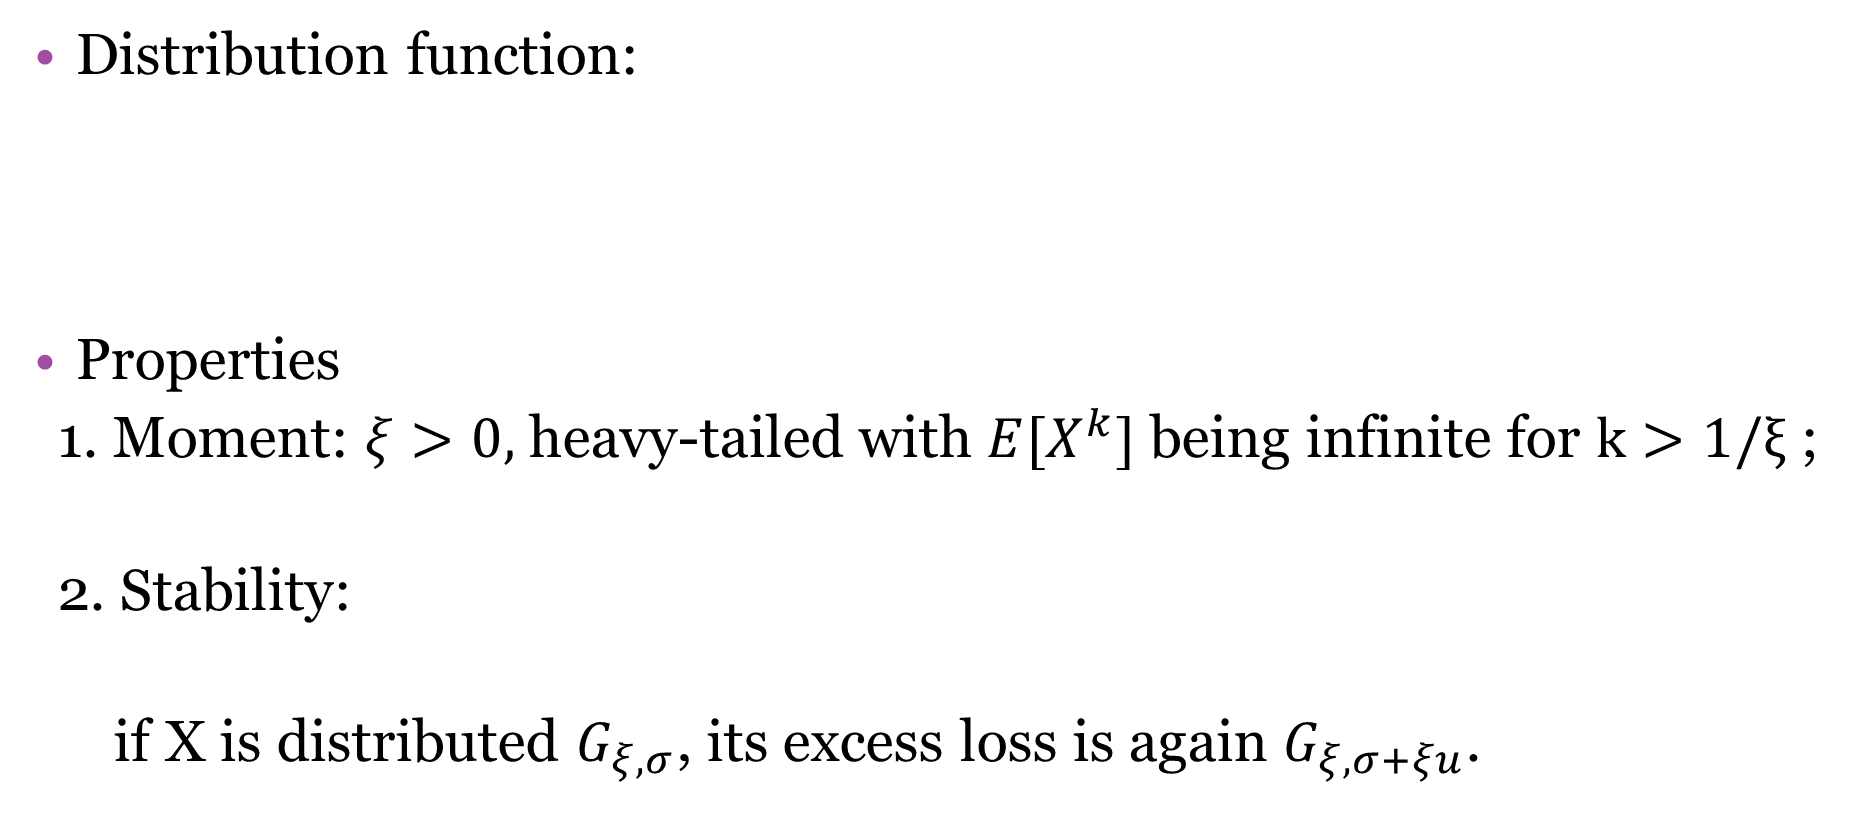 • Distribution function:
• Properties
1. Moment: 𝜉 > 0, heavy-tailed with 𝐸[𝑋^𝑘] being infinite for k > 1/ξ ;
2. Stability:
if X is distributed 𝐺_{𝜉,𝜎}, its excess loss is again 𝐺_{𝜉,𝜎+𝜉𝑢}.